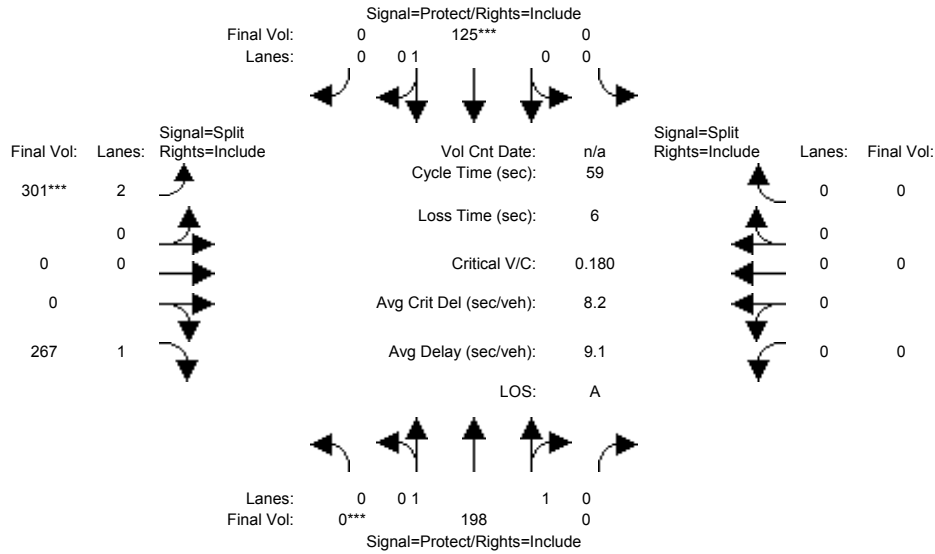 Signal=Protect/Rights=Include
Final Vol: 0 125*** 0
Lanes: 0 0 1 0 0
Signal=Split
Final Vol: Lanes: Rights=Include
Vol Cnt Date: n/a
Signal=Split
Rights=Include Lanes: Final Vol:
Cycle Time (sec): 59
301*** 2 0 0
Loss Time (sec): 6
0 0
0 0 Critical V/C: 0.180 0 0
0 Avg Crit Del (sec/veh): 8.2 0
267 1 Avg Delay (sec/veh): 9.1 0 0
LOS: A
Lanes: 0 0 1 1 0
Final Vol: 0*** 198 0
Signal=Protect/Rights=Include